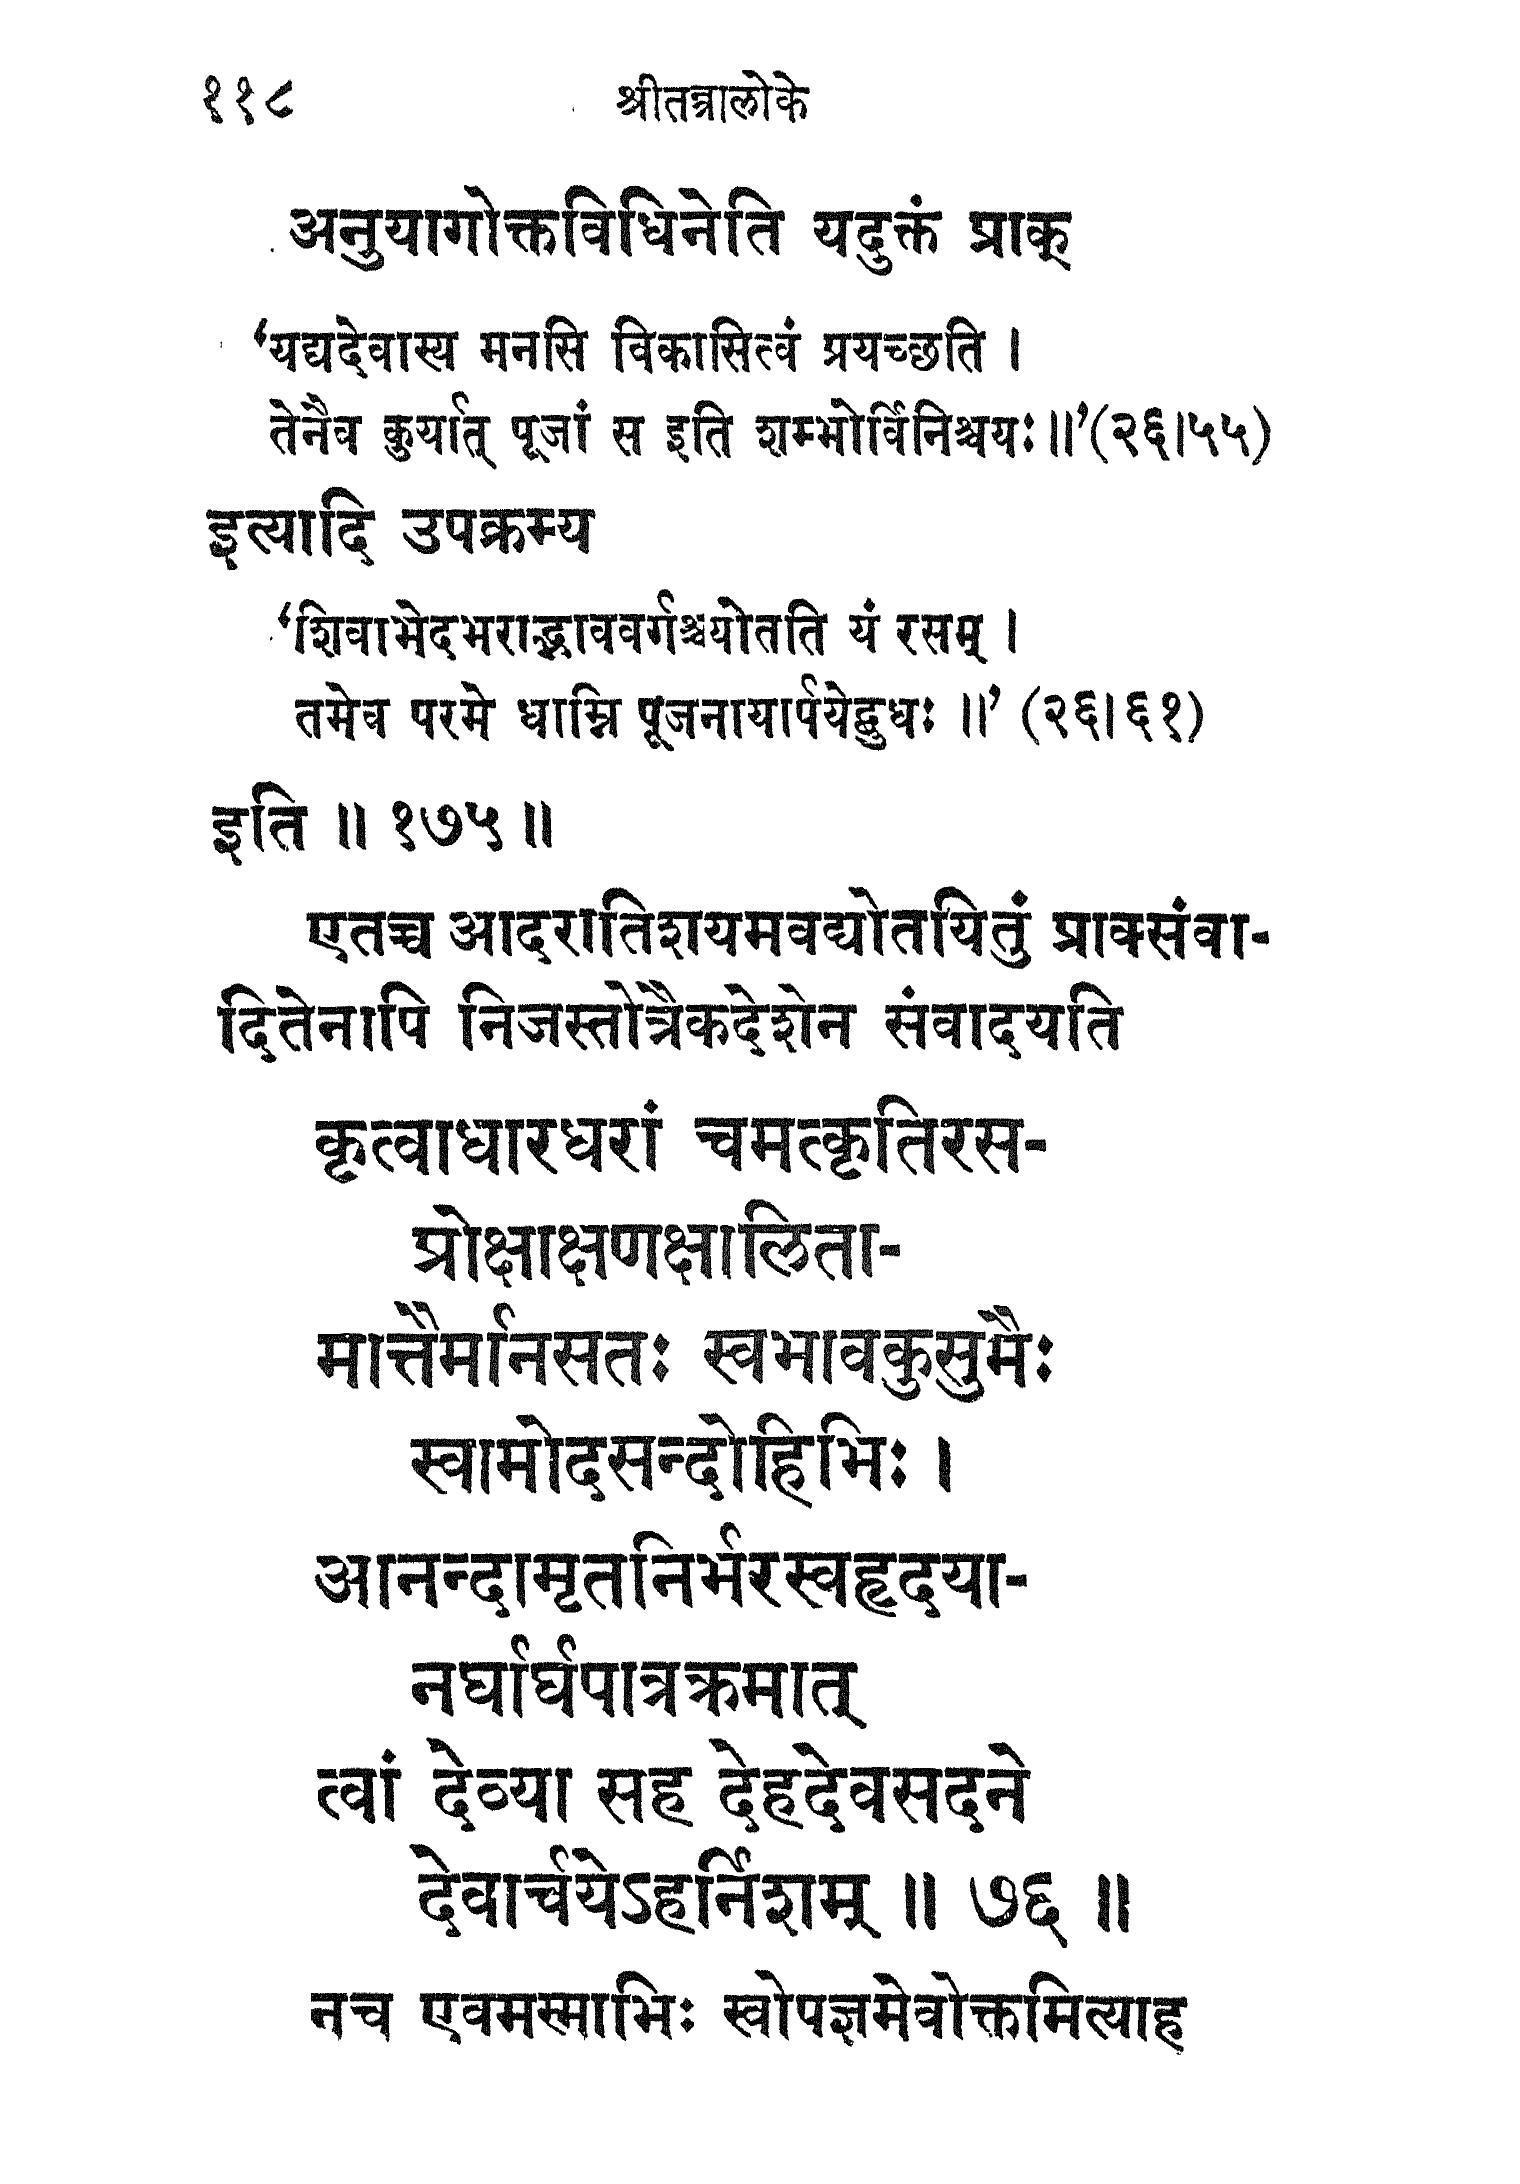 ११८ श्रीतन्त्रालोके
अनुयागोक्तविधिनेति यदुक्तं प्राक्
‘यद्यदेवास्य मनसि विकासित्वं प्रयच्छति ।
तेनैव कुर्यात् पूजां स इति शम्भोर्विनिश्चयः॥’(२६।५५)
इत्यादि उपक्रम्य
‘शिवाभेदभराद्भाववर्गश्च्योतति यं रसम् ।
तमेव परमे धाम्नि पूजनायार्पयेद्बुधः ॥’ (२६।६१)
इति ॥ १७५ ॥
एतच्च आदरातिशयमवद्योतयितुं प्राक्संवा-
दितेनापि निजस्तोत्रैकदेशेन संवादयति
कृत्वाधारधरां चमत्कृतिरस-
प्रोक्षाक्षणक्षालिता-
मात्तैर्मानसतः स्वभावकुसुमैः
स्वामोदसन्दोहिभिः ।
आनन्दामृतनिर्भरस्वहृदया-
नर्घार्घपात्रक्रमात्
त्वां देव्या सह देहदेवसदने
देवार्चयेऽहर्निशम् ॥ ७६ ॥
नच एवमस्माभिः स्वोपज्ञमेवोक्तमित्याह